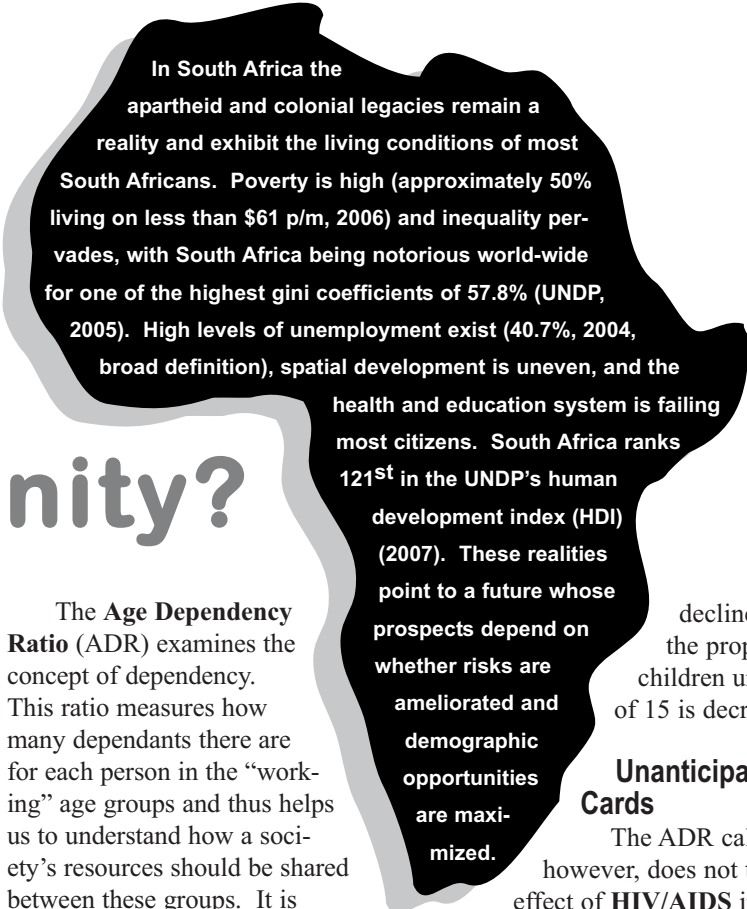 In South Africa the
apartheid and colonial legacies remain a
reality and exhibit the living conditions of most
South Africans. Poverty is high (approximately 50%
living on less than $61 p/m, 2006) and inequality per-
vades, with South Africa being notorious world-wide
for one of the highest gini coefficients of 57.8% (UNDP,
2005). High levels of unemployment exist (40.7%, 2004,
broad definition), spatial development is uneven, and the
health and education system is failing
most citizens. South Africa ranks
121st in the UNDP's human
development index (HDI)
(2007). These realities
point to a future whose
prospects depend on
whether risks are
ameliorated and
demographic
opportunities
are maxi-
mized.
nity?
The Age Dependency
Ratio (ADR) examines the
concept of dependency.
This ratio measures how
many dependants there are
for each person in the “work-
ing” age groups and thus helps
us to understand how a soci-
ety's resources should be shared
between these groups. It is
the
children
of 15 is
Cards
The ADR
however, does not
effect of HIV/AIDS